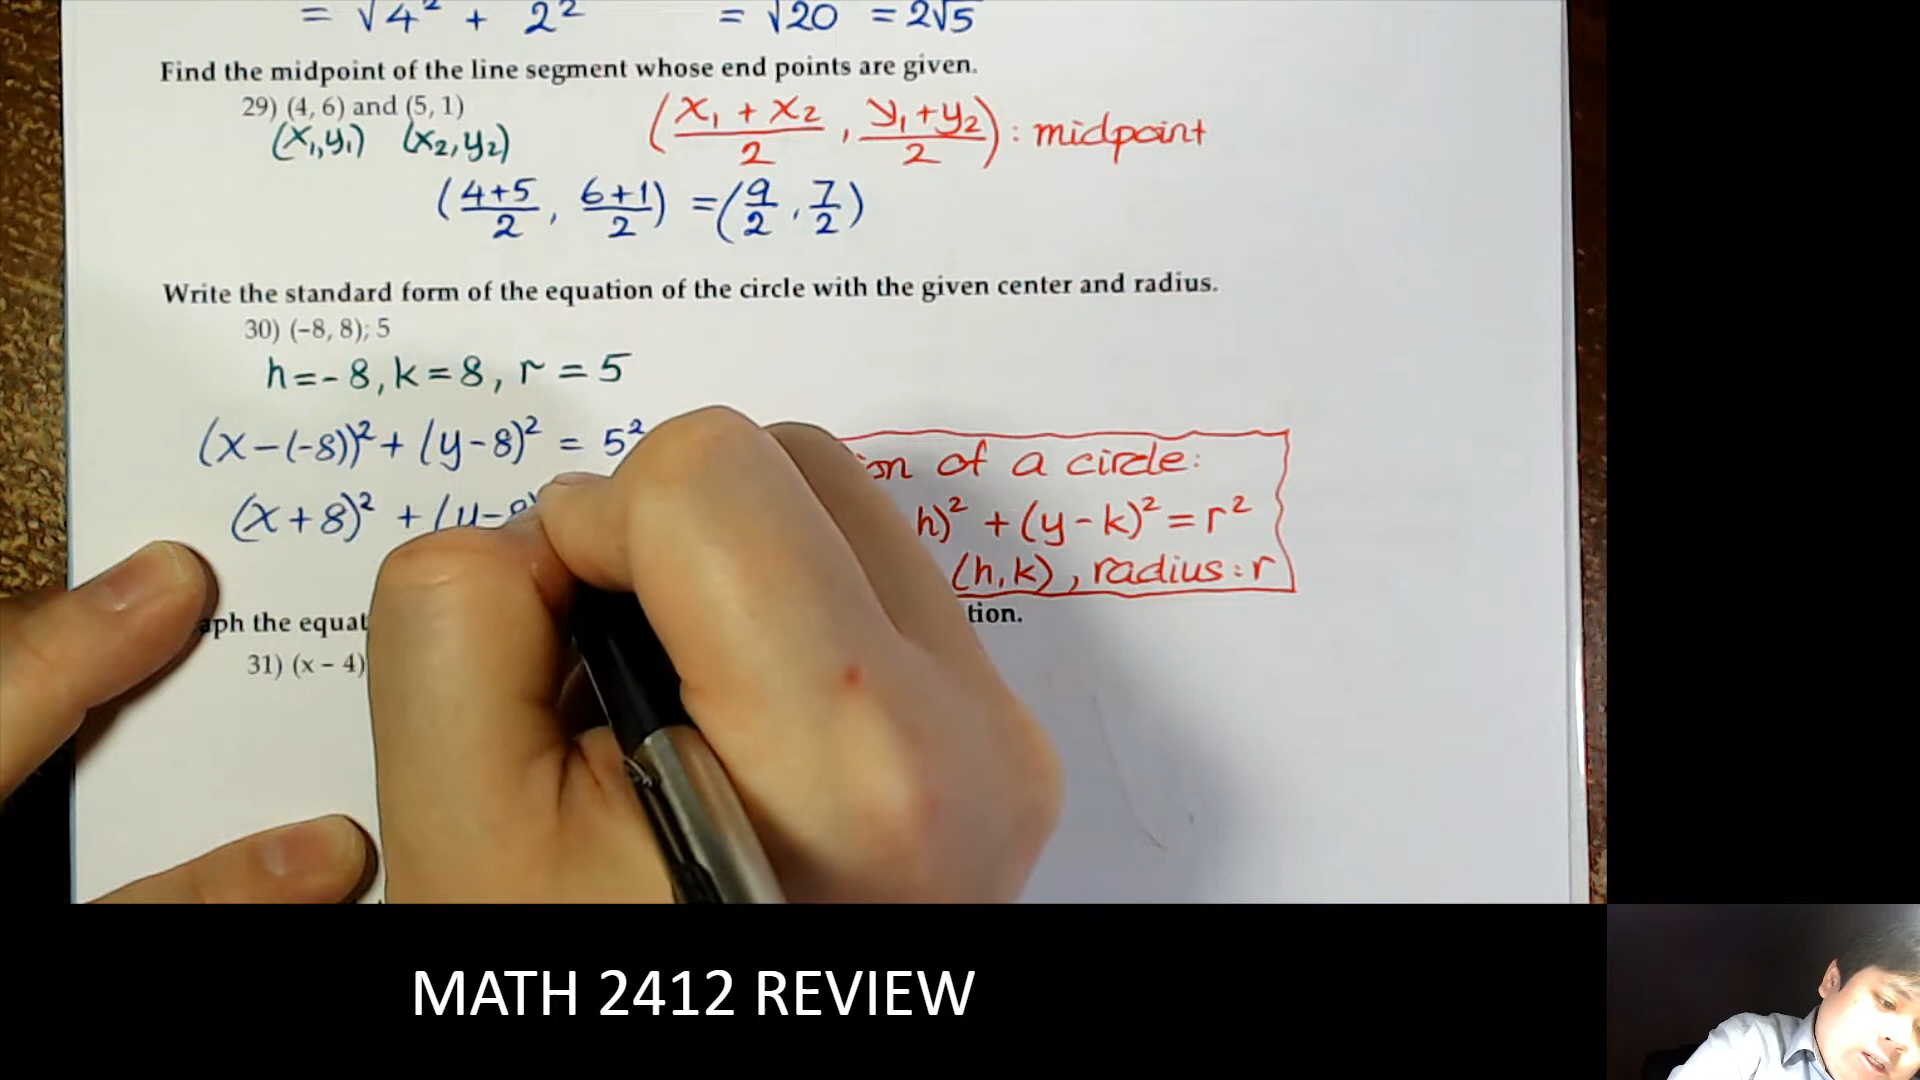 = √4² + 2² = √20 = 2√5
Find the midpoint of the line segment whose end points are given.
29) (4, 6) and (5, 1)
(x₁,y₁) (x₂,y₂)
(x₁ + x₂ / 2 , y₁+y₂ / 2) : midpoint
(4+5 / 2, 6+1 / 2) = (9/2, 7/2)
Write the standard form of the equation of the circle with the given center and radius.
30) (−8, 8); 5
h=-8, k=8, r=5
(x-(-8))²+(y-8)² = 5²
(x+8)² +(y-8)
of a circle:
h)² +(y-k)²=r²
(h,k), radius:r
the
31) (x − 4)
MATH 2412 REVIEW